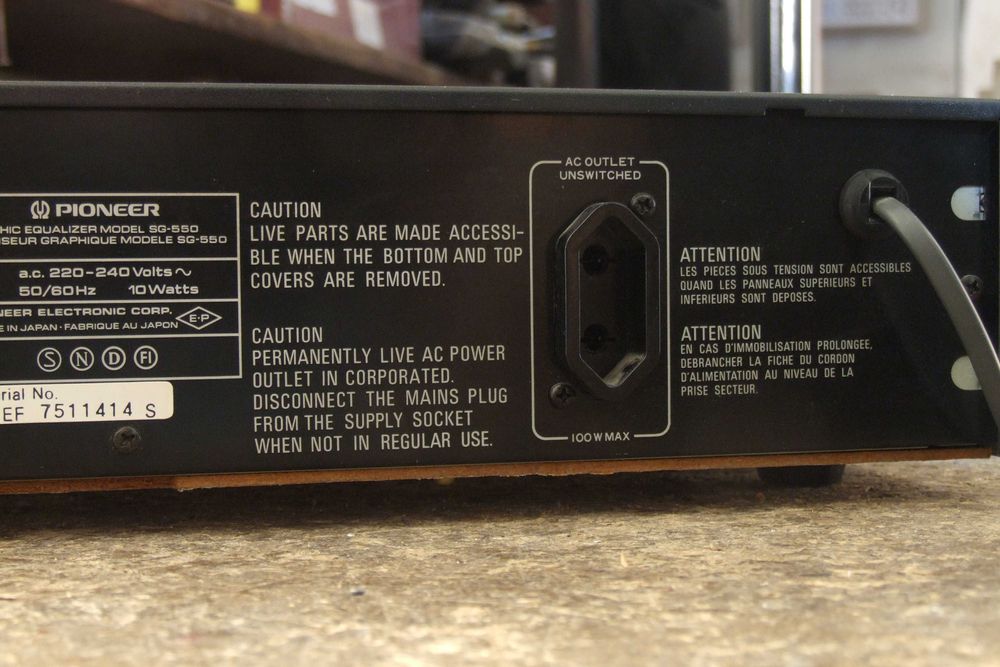 PIONEER
HIC EQUALIZER MODEL SG-550
ISEUR GRAPHIQUE MODELE SG-550
a.c. 220-240 Volts ~
50/60Hz 10Watts
NEER ELECTRONIC CORP.
E IN JAPAN · FABRIQUE AU JAPON
E·P
S N D FI
rial No.
EF 7511414 S
CAUTION
LIVE PARTS ARE MADE ACCESSI-
BLE WHEN THE BOTTOM AND TOP
COVERS ARE REMOVED.
CAUTION
PERMANENTLY LIVE AC POWER
OUTLET IN CORPORATED.
DISCONNECT THE MAINS PLUG
FROM THE SUPPLY SOCKET
WHEN NOT IN REGULAR USE.
AC OUTLET
UNSWITCHED
100W MAX
ATTENTION
LES PIECES SOUS TENSION SONT ACCESSIBLES
QUAND LES PANNEAUX SUPERIEURS ET
INFERIEURS SONT DEPOSES.
ATTENTION
EN CAS D'IMMOBILISATION PROLONGEE,
DEBRANCHER LA FICHE DU CORDON
D'ALIMENTATION AU NIVEAU DE LA
PRISE SECTEUR.